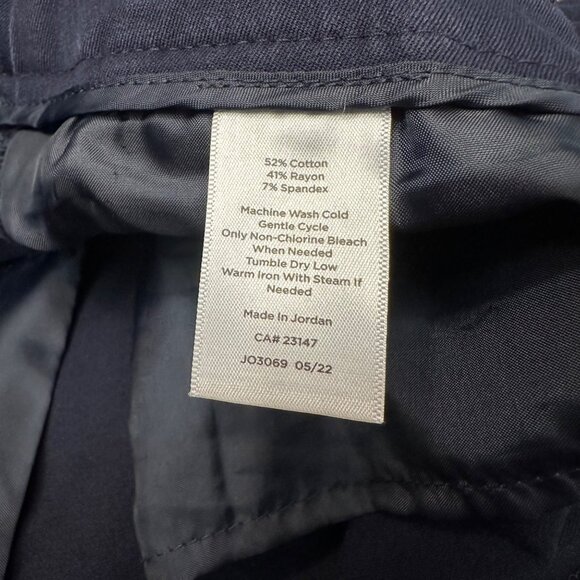 52% Cotton
41% Rayon
7% Spandex
Machine Wash Cold
Gentle Cycle
Only Non-Chlorine Bleach
When Needed
Tumble Dry Low
Warm Iron With Steam If
Needed
Made In Jordan
CA# 23147
JO3069 05/22